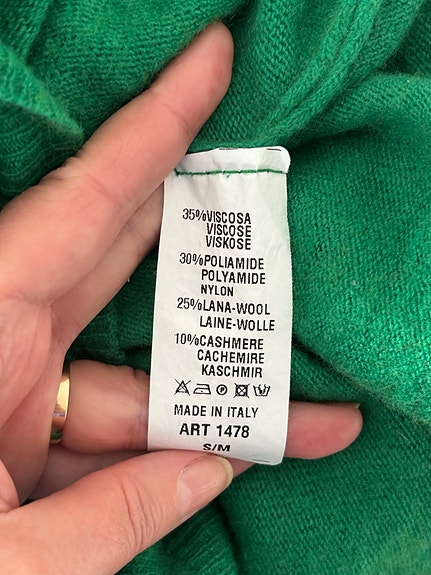 35%VISCOSA
VISCOSE
VISKOSE
30%POLIAMIDE
POLYAMIDE
NYLON
25%LANA-WOOL
LAINE-WOLLE
10%CASHMERE
CACHEMIRE
KASCHMIR
MADE IN ITALY
ART 1478
S/M